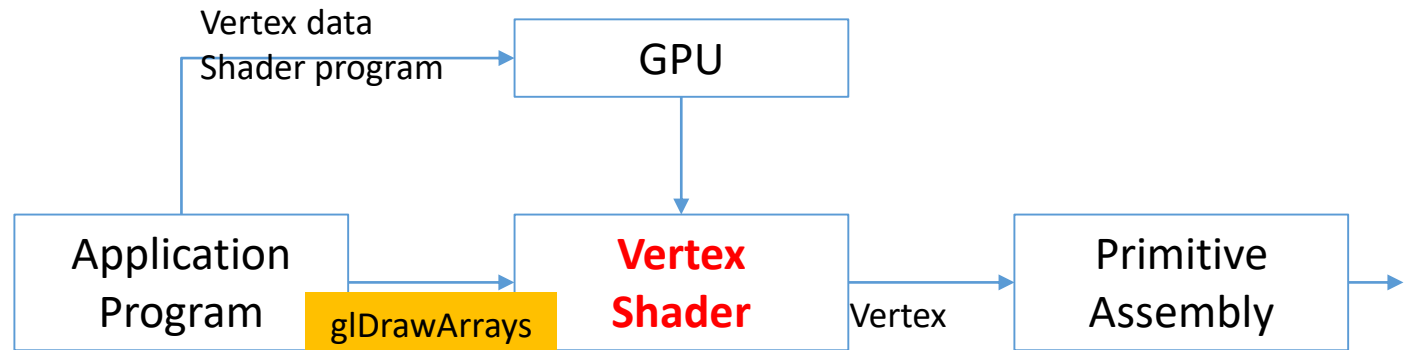 Vertex data
Shader program
GPU
Application
Program
glDrawArrays
Vertex
Shader
Vertex
Primitive
Assembly